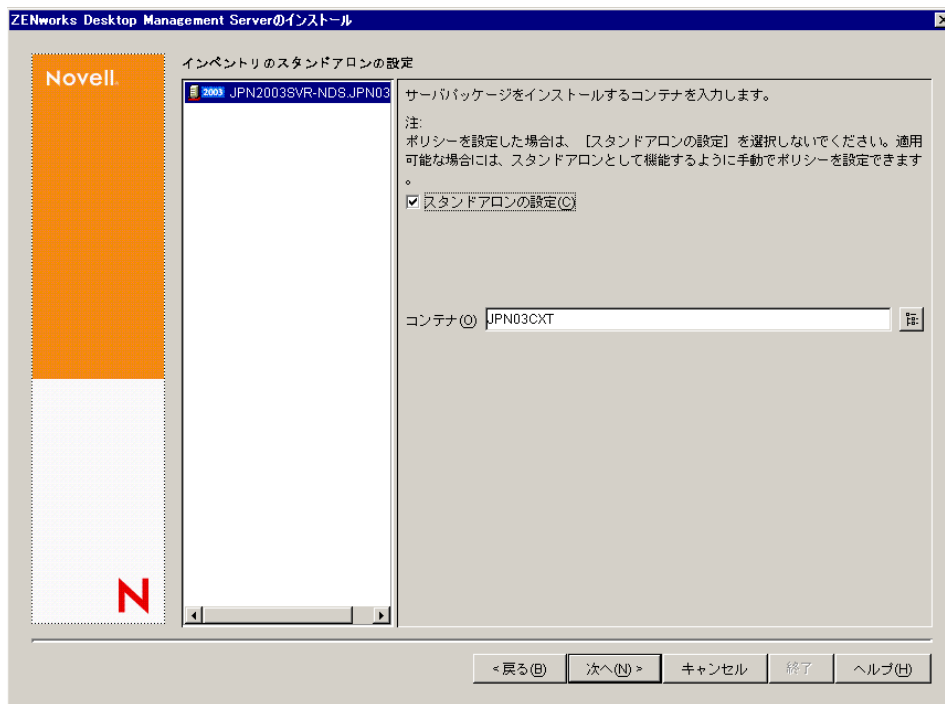 ZENworks Desktop Management Serverのインストール
Novell.
インベントリのスタンドアロンの設定
2003 JPN2003SVR-NDS.JPN03
サーバパッケージをインストールするコンテナを入力します。
注:
ポリシーを設定した場合は、［スタンドアロンの設定］を選択しないでください。適用
可能な場合には、スタンドアロンとして機能するように手動でポリシーを設定できます
。
スタンドアロンの設定(C)
コンテナ(O) JPN03CXT
N
<戻る(B) 次へ(N) > キャンセル 終了 ヘルプ(H)